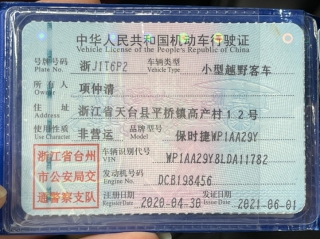 中华人民共和国机动车行驶证
Vehicle License of the People's Republic of China
号牌号码 Plate No. 浙J1T6P2 车辆类型 Vehicle Type 小型越野客车
所有人 Owner 项仲清
住址 Address 浙江省天台县平桥镇高产村12号
使用性质 Use Character 非营运 品牌型号 Model 保时捷WP1AA29Y
浙江省台州市公安局交通警察支队
车辆识别代号 VIN WP1AA29Y8LDA11782
发动机号码 Engine No. DCB198456
注册日期 Register Date 2020-04-30 发证日期 Issue Date 2021-06-01